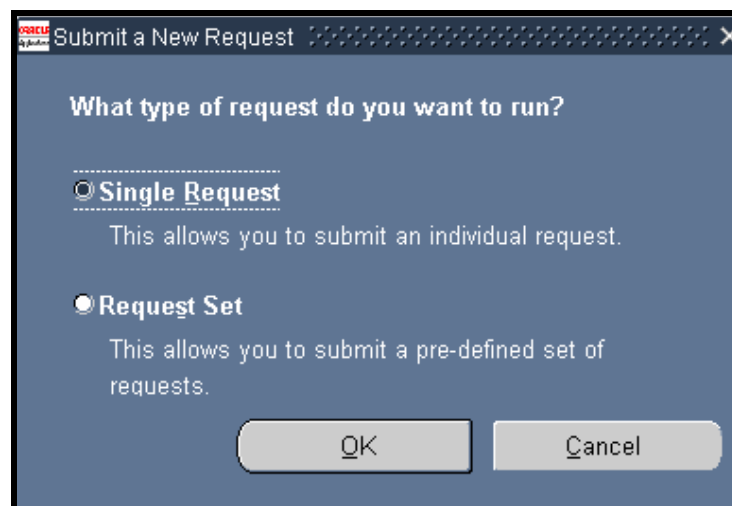 ORACLE
Submit a New Request
What type of request do you want to run?
Single Request
This allows you to submit an individual request.
Request Set
This allows you to submit a pre-defined set of
requests.
OK
Cancel